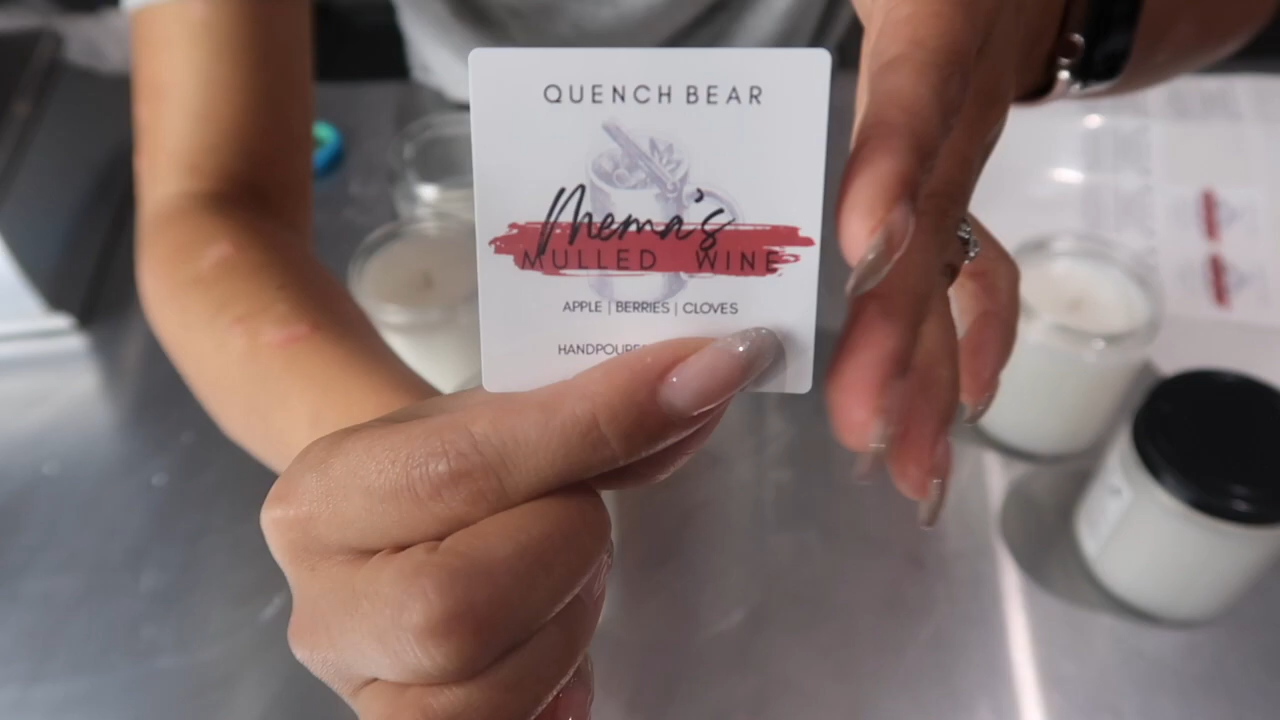 QUENCH BEAR
Mema's
MULLED WINE
APPLE | BERRIES | CLOVES